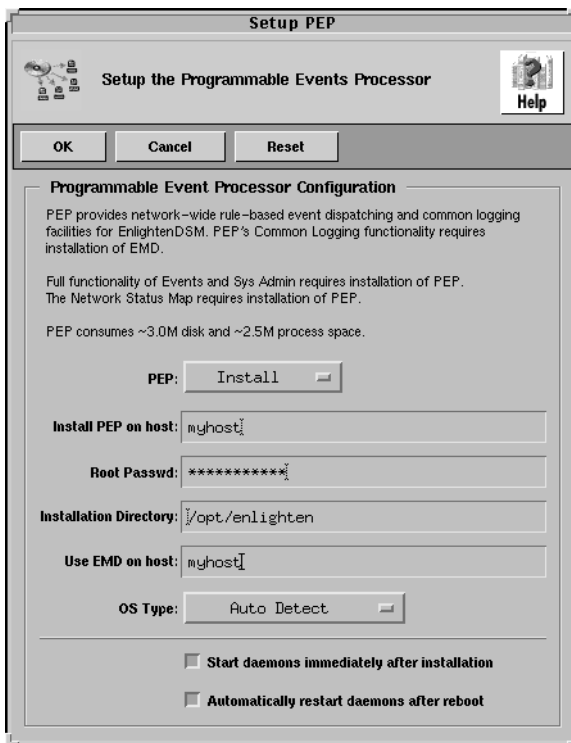 Setup PEP
Setup the Programmable Events Processor
Help
OK
Cancel
Reset
Programmable Event Processor Configuration
PEP provides network-wide rule-based event dispatching and common logging
facilities for EnlightenDSM. PEP's Common Logging functionality requires
installation of EMD.
Full functionality of Events and Sys Admin requires installation of PEP.
The Network Status Map requires installation of PEP.
PEP consumes ~3.0M disk and ~2.5M process space.
PEP: Install
Install PEP on host: myhost
Root Passwd: ***********
Installation Directory: /opt/enlighten
Use EMD on host: myhost
OS Type: Auto Detect
Start daemons immediately after installation
Automatically restart daemons after reboot